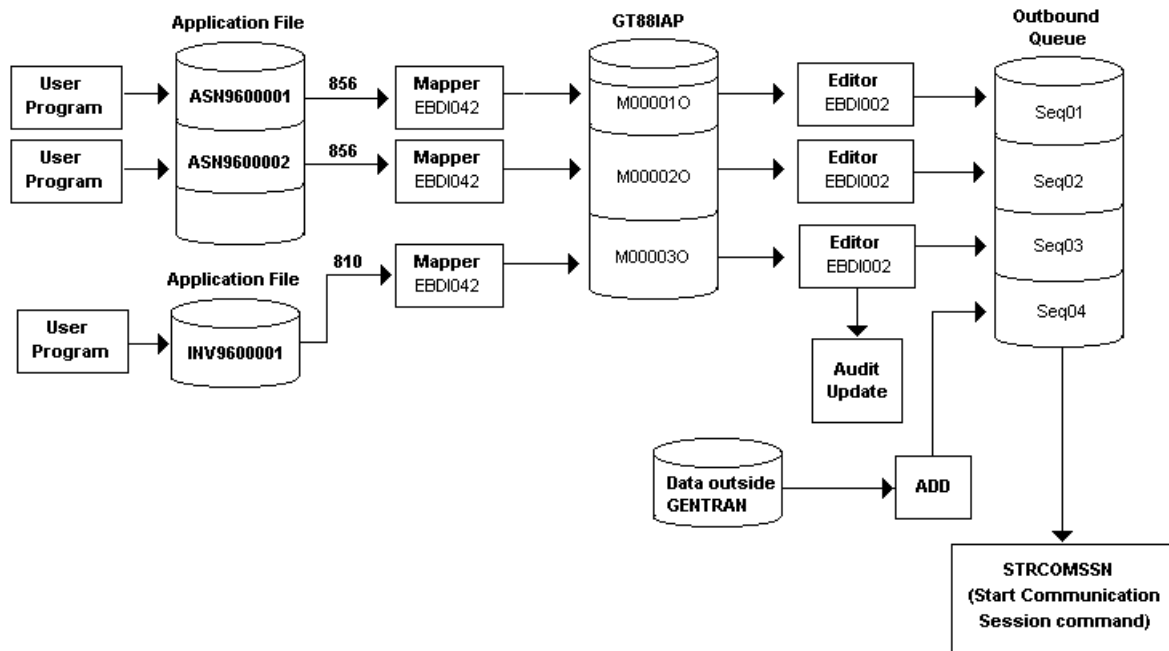 Application File
GT88IAP
Outbound
Queue
User
Program
ASN9600001
856
Mapper
EBDI042
M00001O
Editor
EBDI002
Seq01
User
Program
ASN9600002
856
Mapper
EBDI042
M00002O
Editor
EBDI002
Seq02
Application File
810
Mapper
EBDI042
M00003O
Editor
EBDI002
Seq03
User
Program
INV9600001
Seq04
Audit
Update
Data outside
GENTRAN
ADD
STRCOMSSN
(Start Communication
Session command)